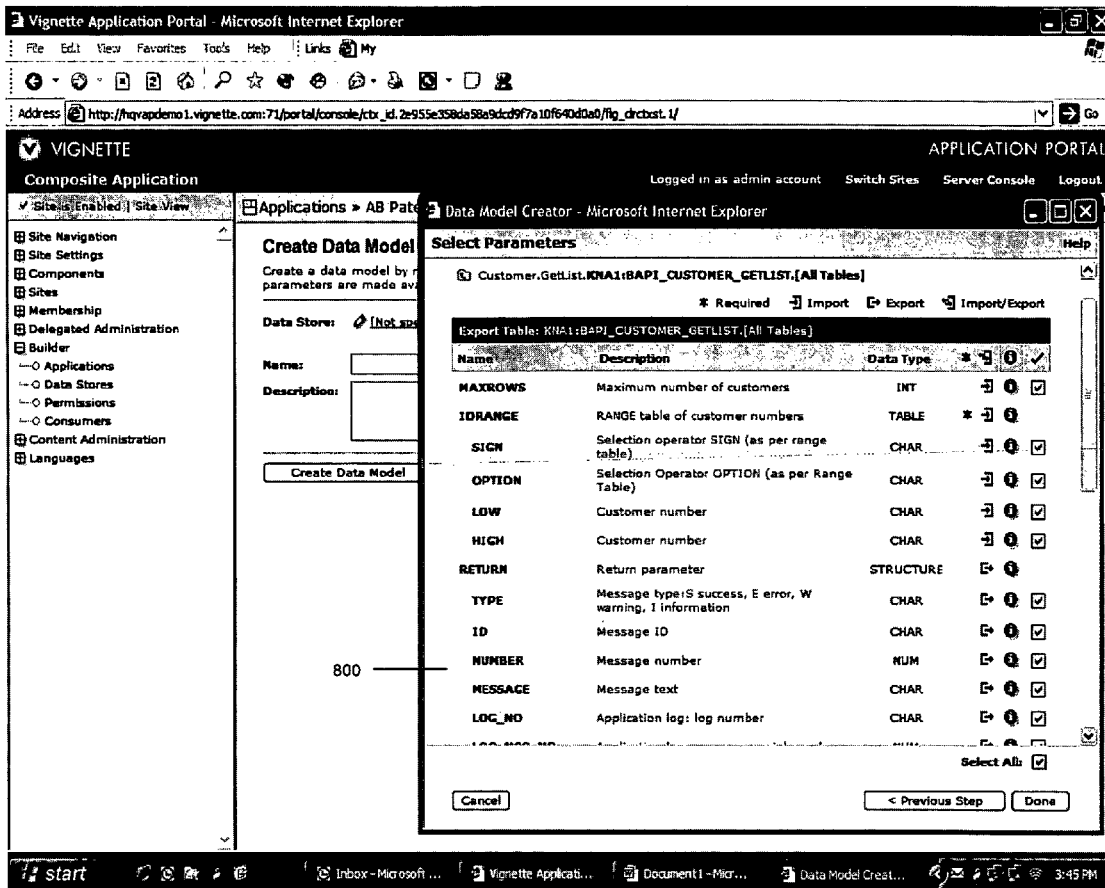 Vignette Application Portal - Microsoft Internet Explorer
File Edit View Favorites Tools Help Links My
Address http://hqvapdemo1.vignette.com:71/portal/console/ctx_id.2e955e358da58a9dcd9f7a10f640d0a0/flg_drctxst.1/ Go
VIGNETTE APPLICATION PORTAL
Composite Application Logged in as admin account Switch Sites Server Console Logout
Site is Enabled | Site View
Site Navigation
Site Settings
Components
Sites
Membership
Delegated Administration
Builder
Applications
Data Stores
Permissions
Consumers
Content Administration
Languages
Applications » AB Pate
Create Data Model
Create a data model by
parameters are made
Data Store: [Not
Name:
Description:
Create Data Model
800
Data Model Creator - Microsoft Internet Explorer
Select Parameters Help
Customer.GetList.KNA1:BAPI_CUSTOMER_GETLIST.[All Tables]
* Required Import Export Import/Export
Export Table: KNA1:BAPI_CUSTOMER_GETLIST.[All Tables]
Name Description Data Type *
MAXROWS Maximum number of customers INT
IDRANGE RANGE table of customer numbers TABLE *
SIGN Selection operator SIGN (as per range
table) CHAR
OPTION Selection Operator OPTION (as per Range
Table) CHAR
LOW Customer number CHAR
HIGH Customer number CHAR
RETURN Return parameter STRUCTURE
TYPE Message type:S success, E error, W
warning, I information CHAR
ID Message ID CHAR
NUMBER Message number NUM
MESSAGE Message text CHAR
LOG_NO Application log: log number CHAR
Select All:
Cancel < Previous Step Done
start Inbox - Microsoft ... Vignette Applicati... Document1 - Micr... Data Model Creat... 3:45 PM